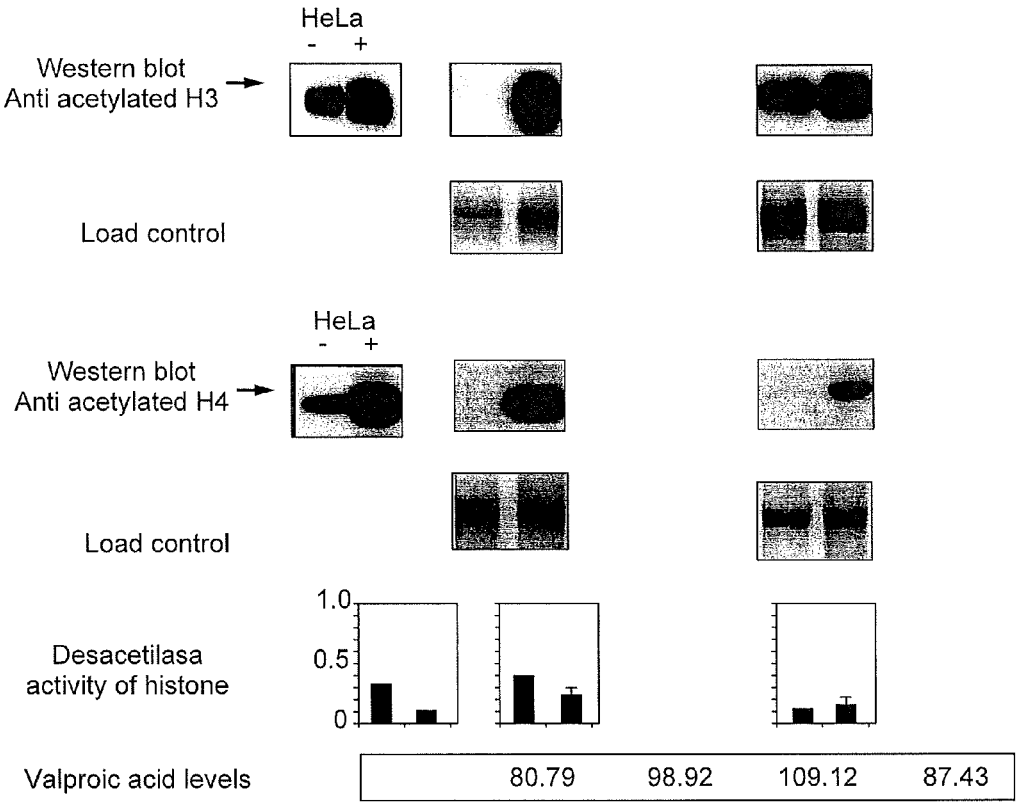 HeLa
- +
Western blot
Anti acetylated H3
Load control
HeLa
- +
Western blot
Anti acetylated H4
Load control
1.0
0.5
0
Desacetilasa
activity of histone
Valproic acid levels 80.79 98.92 109.12 87.43